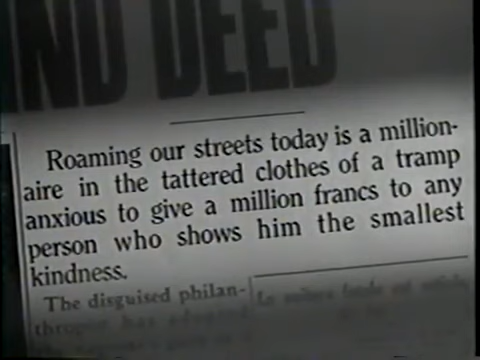 ND DEED
Roaming our streets today is a million-
aire in the tattered clothes of a tramp
anxious to give a million francs to any
person who shows him the smallest
kindness.
The disguised philan-